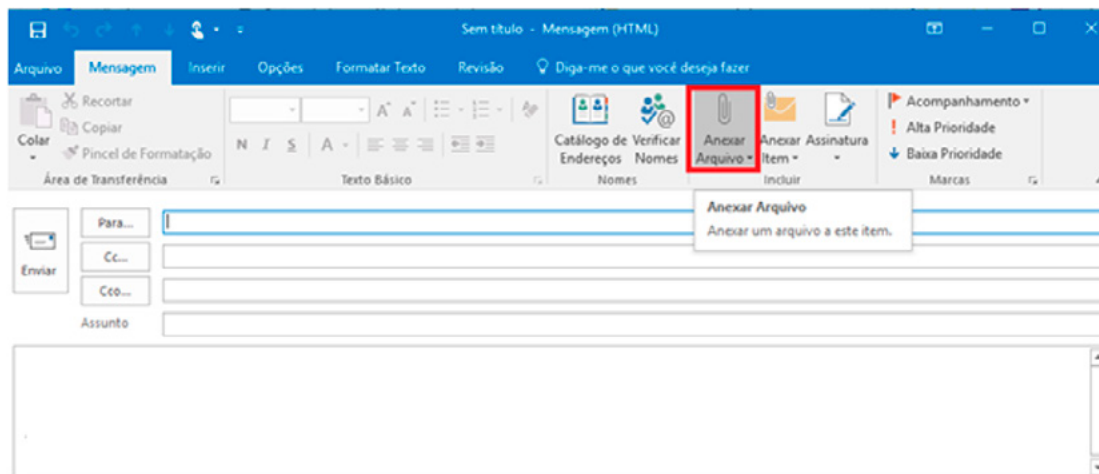 Sem título - Mensagem (HTML)
Arquivo Mensagem Inserir Opções Formatar Texto Revisão Diga-me o que você deseja fazer
Colar
Recortar
Copiar
Pincel de Formatação
Área de Transferência
N I S A
Texto Básico
Catálogo de Endereços
Verificar Nomes
Nomes
Anexar Arquivo
Anexar Item
Assinatura
Incluir
Acompanhamento
Alta Prioridade
Baixa Prioridade
Marcas
Anexar Arquivo
Anexar um arquivo a este item.
Enviar
Para...
Cc...
Cco...
Assunto